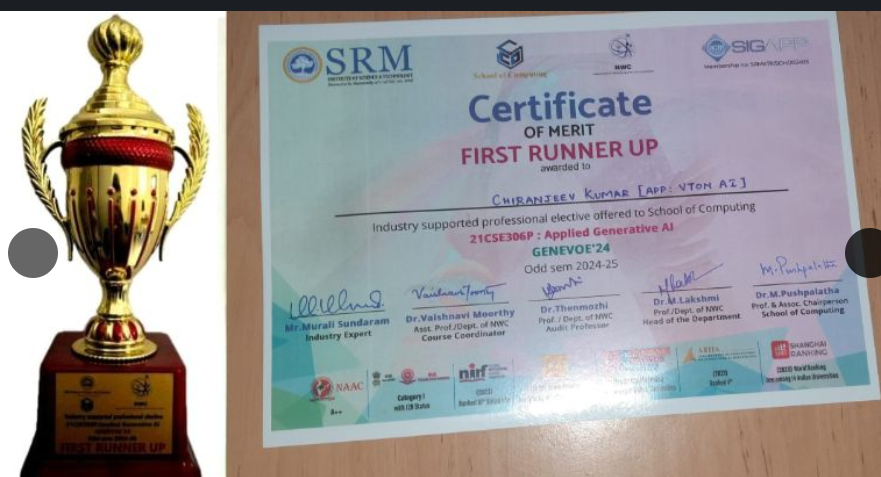 SRM
INSTITUTE OF SCIENCE & TECHNOLOGY
School of Computing
NWC
SIGAPP
Certificate
OF MERIT
FIRST RUNNER UP
awarded to
CHIRANJEEV KUMAR [APP: VTON AI]
Industry supported professional elective offered to School of Computing
21CSE306P : Applied Generative AI
GENEVOE'24
Odd sem 2024-25
Mr.Murali Sundaram
Industry Expert
Dr.Vaishnavi Moorthy
Asst. Prof./Dept. of NWC
Course Coordinator
Dr.Thenmozhi
Prof. / Dept. of NWC
Audit Professor
Dr.M.Lakshmi
Prof./Dept. of NWC
Head of the Department
M. Pushpalatha
Dr.M.Pushpalatha
Prof. & Assoc. Chairperson
School of Computing
NAAC
A++
Category I
with 12B Status
nirf
ARIIA
SHANGHAI
RANKING
FIRST RUNNER UP